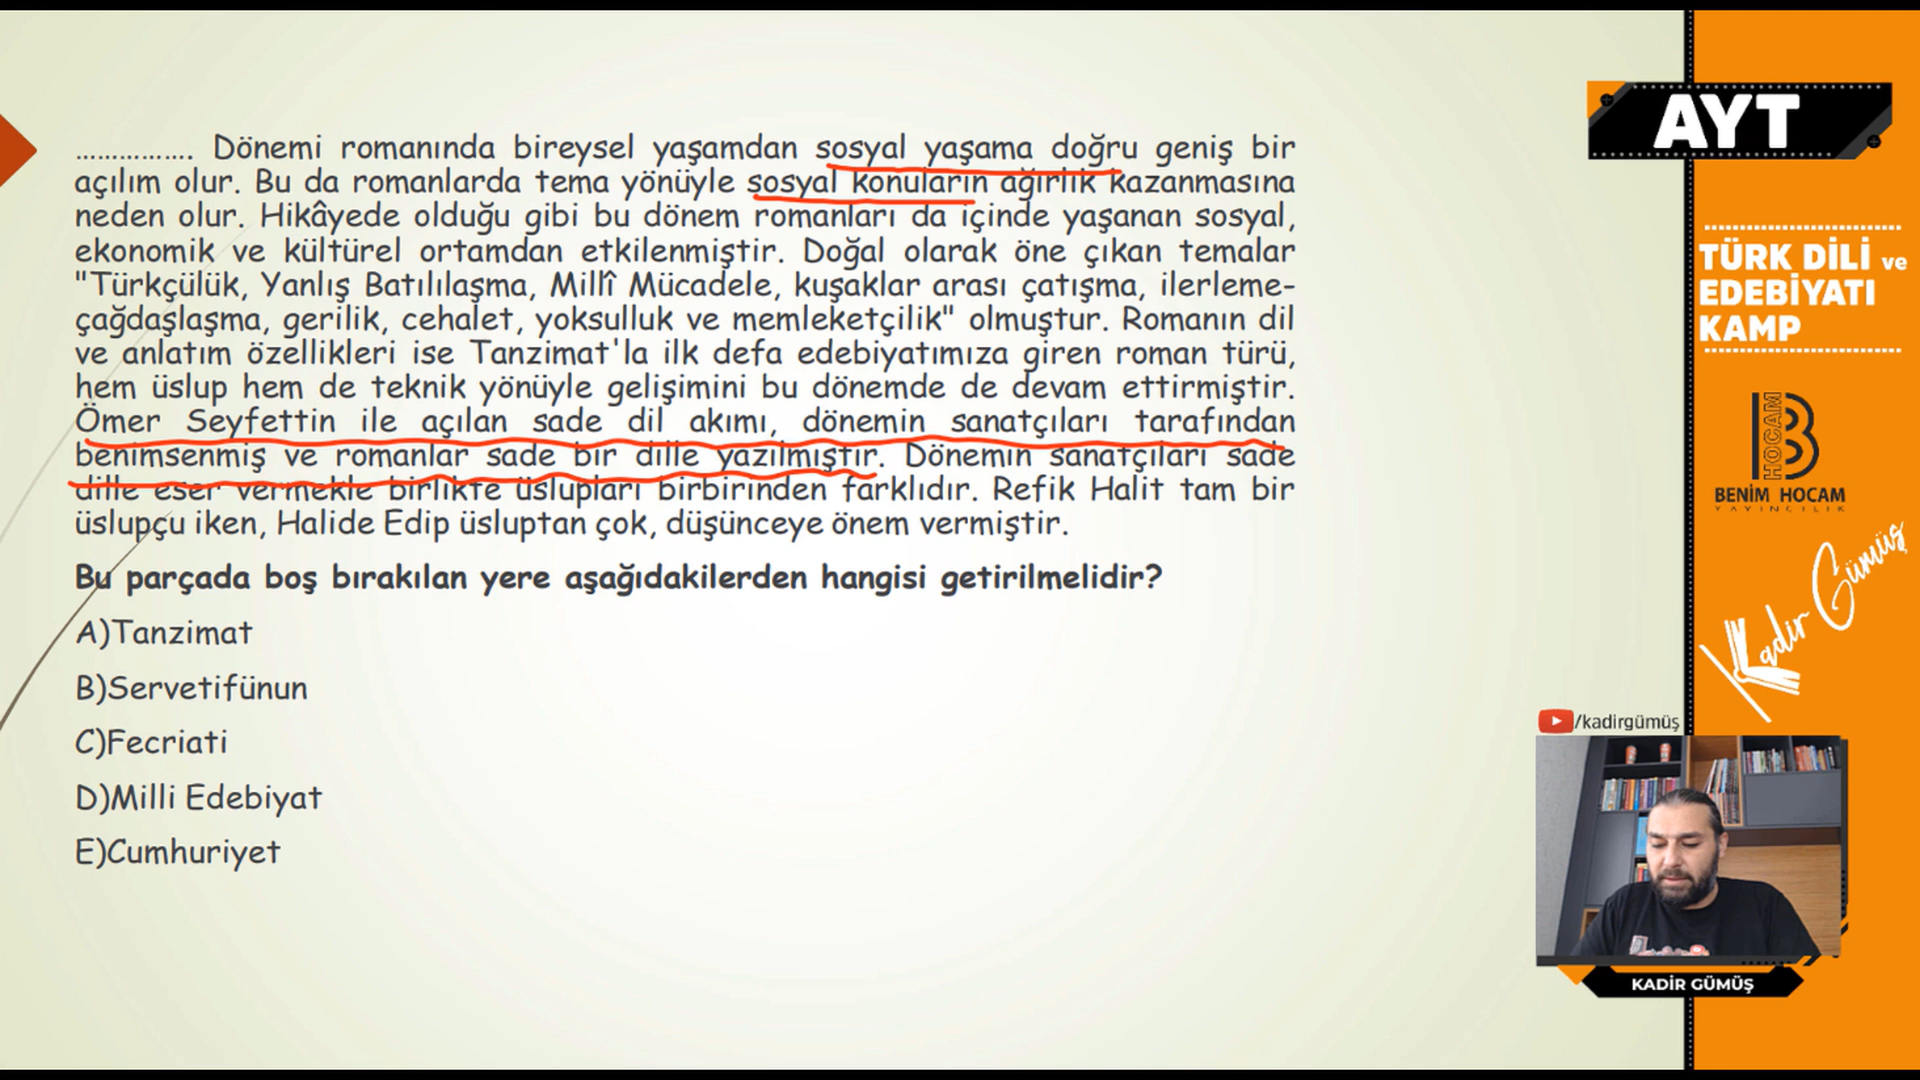 ................ Dönemi romanında bireysel yaşamdan sosyal yaşama doğru geniş bir
açılım olur. Bu da romanlarda tema yönüyle sosyal konuların ağırlık kazanmasına
neden olur. Hikâyede olduğu gibi bu dönem romanları da içinde yaşanan sosyal,
ekonomik ve kültürel ortamdan etkilenmiştir. Doğal olarak öne çıkan temalar
"Türkçülük, Yanlış Batılılaşma, Millî Mücadele, kuşaklar arası çatışma, ilerleme-
çağdaşlaşma, gerilik, cehalet, yoksulluk ve memleketçilik" olmuştur. Romanın dil
ve anlatım özellikleri ise Tanzimat'la ilk defa edebiyatımıza giren roman türü,
hem üslup hem de teknik yönüyle gelişimini bu dönemde de devam ettirmiştir.
Ömer Seyfettin ile açılan sade dil akımı, dönemin sanatçıları tarafından
benimsenmiş ve romanlar sade bir dille yazılmıştır. Dönemin sanatçıları sade
dille eser vermekle birlikte üslupları birbirinden farklıdır. Refik Halit tam bir
üslupçu iken, Halide Edip üsluptan çok, düşünceye önem vermiştir.
Bu parçada boş bırakılan yere aşağıdakilerden hangisi getirilmelidir?
A)Tanzimat
B)Servetifünun
C)Fecriati
D)Milli Edebiyat
E)Cumhuriyet
AYT
TÜRK DİLİ ve
EDEBİYATI
KAMP
HOCAM
BENİM HOCAM
YAYINCILIK
Kadir Gümüş
/kadirgümüş
KADİR GÜMÜŞ